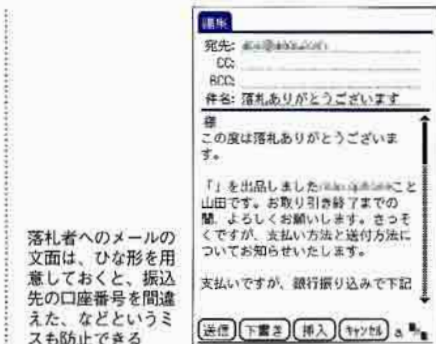 編集
宛先:
CC:
BCC:
件名: 落札ありがとうございます
様
この度は落札ありがとうございま
す。
「」を出品しました こと
山田です。お取り引き終了までの
間、よろしくお願いします。さっそ
くですが、支払い方法と送付方法に
ついてお知らせいたします。
支払いですが、銀行振り込みで下記
送信 下書き 挿入 キャンセル a
落札者へのメールの
文面は、ひな形を用
意しておくと、振込
先の口座番号を間違
えた、などというミ
スも防止できる